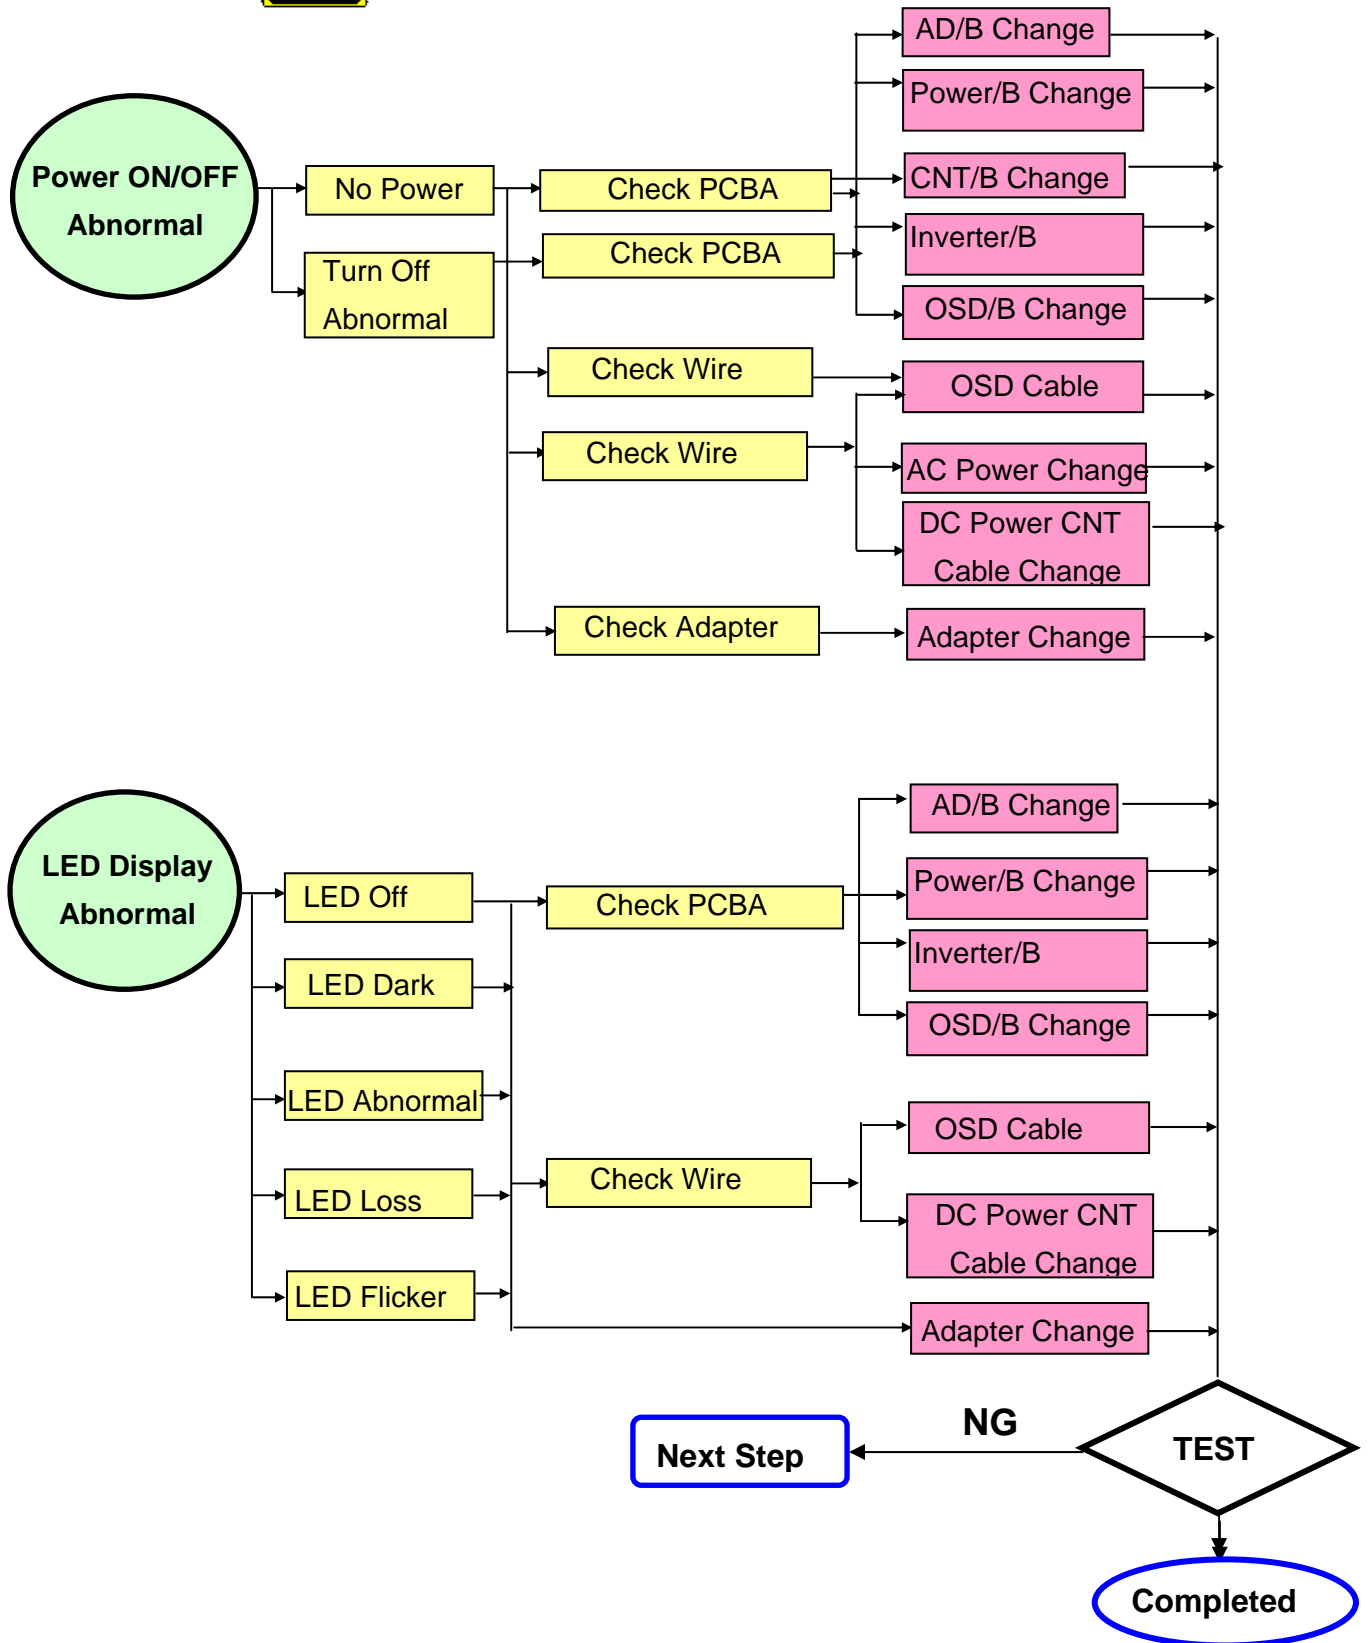 Power ON/OFF
Abnormal
No Power
Turn Off
Abnormal
Check PCBA
Check PCBA
Check Wire
Check Wire
Check Adapter
AD/B Change
Power/B Change
CNT/B Change
Inverter/B
OSD/B Change
OSD Cable
AC Power Change
DC Power CNT
Cable Change
Adapter Change
LED Display
Abnormal
LED Off
LED Dark
LED Abnormal
LED Loss
LED Flicker
Check PCBA
Check Wire
AD/B Change
Power/B Change
Inverter/B
OSD/B Change
OSD Cable
DC Power CNT
Cable Change
Adapter Change
NG
Next Step
TEST
Completed